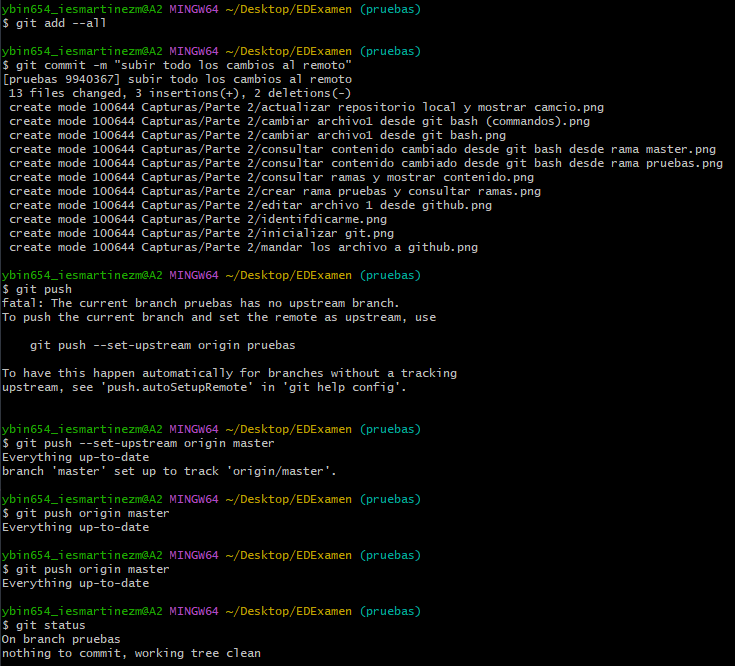 ybin654_iesmartinezm@A2 MINGW64 ~/Desktop/EDExamen (pruebas)
$ git add --all

ybin654_iesmartinezm@A2 MINGW64 ~/Desktop/EDExamen (pruebas)
$ git commit -m "subir todo los cambios al remoto"
[pruebas 9940367] subir todo los cambios al remoto
 13 files changed, 3 insertions(+), 2 deletions(-)
 create mode 100644 Capturas/Parte 2/actualizar repositorio local y mostrar camcio.png
 create mode 100644 Capturas/Parte 2/cambiar archivo1 desde git bash (commandos).png
 create mode 100644 Capturas/Parte 2/cambiar archivo1 desde git bash.png
 create mode 100644 Capturas/Parte 2/consultar contenido cambiado desde git bash desde rama master.png
 create mode 100644 Capturas/Parte 2/consultar contenido cambiado desde git bash desde rama pruebas.png
 create mode 100644 Capturas/Parte 2/consultar ramas y mostrar contenido.png
 create mode 100644 Capturas/Parte 2/crear rama pruebas y consultar ramas.png
 create mode 100644 Capturas/Parte 2/editar archivo 1 desde github.png
 create mode 100644 Capturas/Parte 2/identifdicarme.png
 create mode 100644 Capturas/Parte 2/inicializar git.png
 create mode 100644 Capturas/Parte 2/mandar los archivo a github.png

ybin654_iesmartinezm@A2 MINGW64 ~/Desktop/EDExamen (pruebas)
$ git push
fatal: The current branch pruebas has no upstream branch.
To push the current branch and set the remote as upstream, use

    git push --set-upstream origin pruebas

To have this happen automatically for branches without a tracking
upstream, see 'push.autoSetupRemote' in 'git help config'.


ybin654_iesmartinezm@A2 MINGW64 ~/Desktop/EDExamen (pruebas)
$ git push --set-upstream origin master
Everything up-to-date
branch 'master' set up to track 'origin/master'.

ybin654_iesmartinezm@A2 MINGW64 ~/Desktop/EDExamen (pruebas)
$ git push origin master
Everything up-to-date

ybin654_iesmartinezm@A2 MINGW64 ~/Desktop/EDExamen (pruebas)
$ git push origin master
Everything up-to-date

ybin654_iesmartinezm@A2 MINGW64 ~/Desktop/EDExamen (pruebas)
$ git status
On branch pruebas
nothing to commit, working tree clean